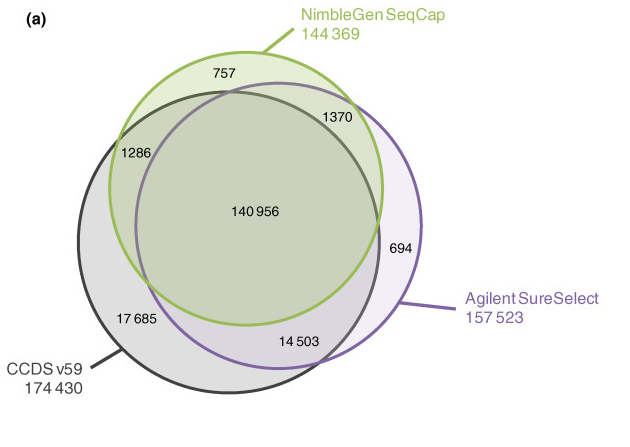 (a)
NimbleGen SeqCap
144 369
757
1370
1286
140 956
694
Agilent SureSelect
157 523
17 685
14 503
CCDS v59
174 430